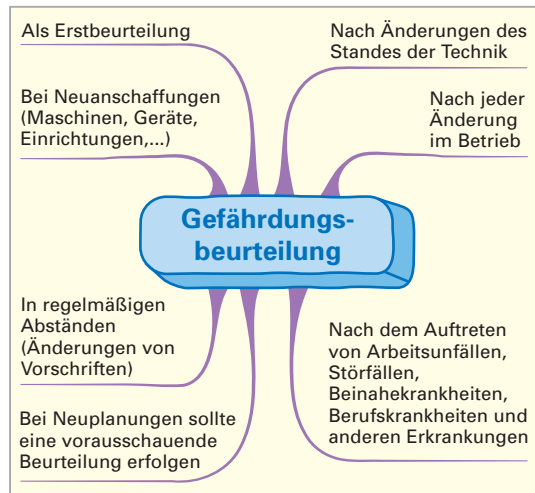 Als Erstbeurteilung
Nach Änderungen des
Standes der Technik
Bei Neuanschaffungen
(Maschinen, Geräte,
Einrichtungen,...)
Nach jeder
Änderung
im Betrieb
Gefährdungs-
beurteilung
In regelmäßigen
Abständen
(Änderungen von
Vorschriften)
Nach dem Auftreten
von Arbeitsunfällen,
Störfällen,
Beinahekrankheiten,
Berufskrankheiten und
anderen Erkrankungen
Bei Neuplanungen sollte
eine vorausschauende
Beurteilung erfolgen